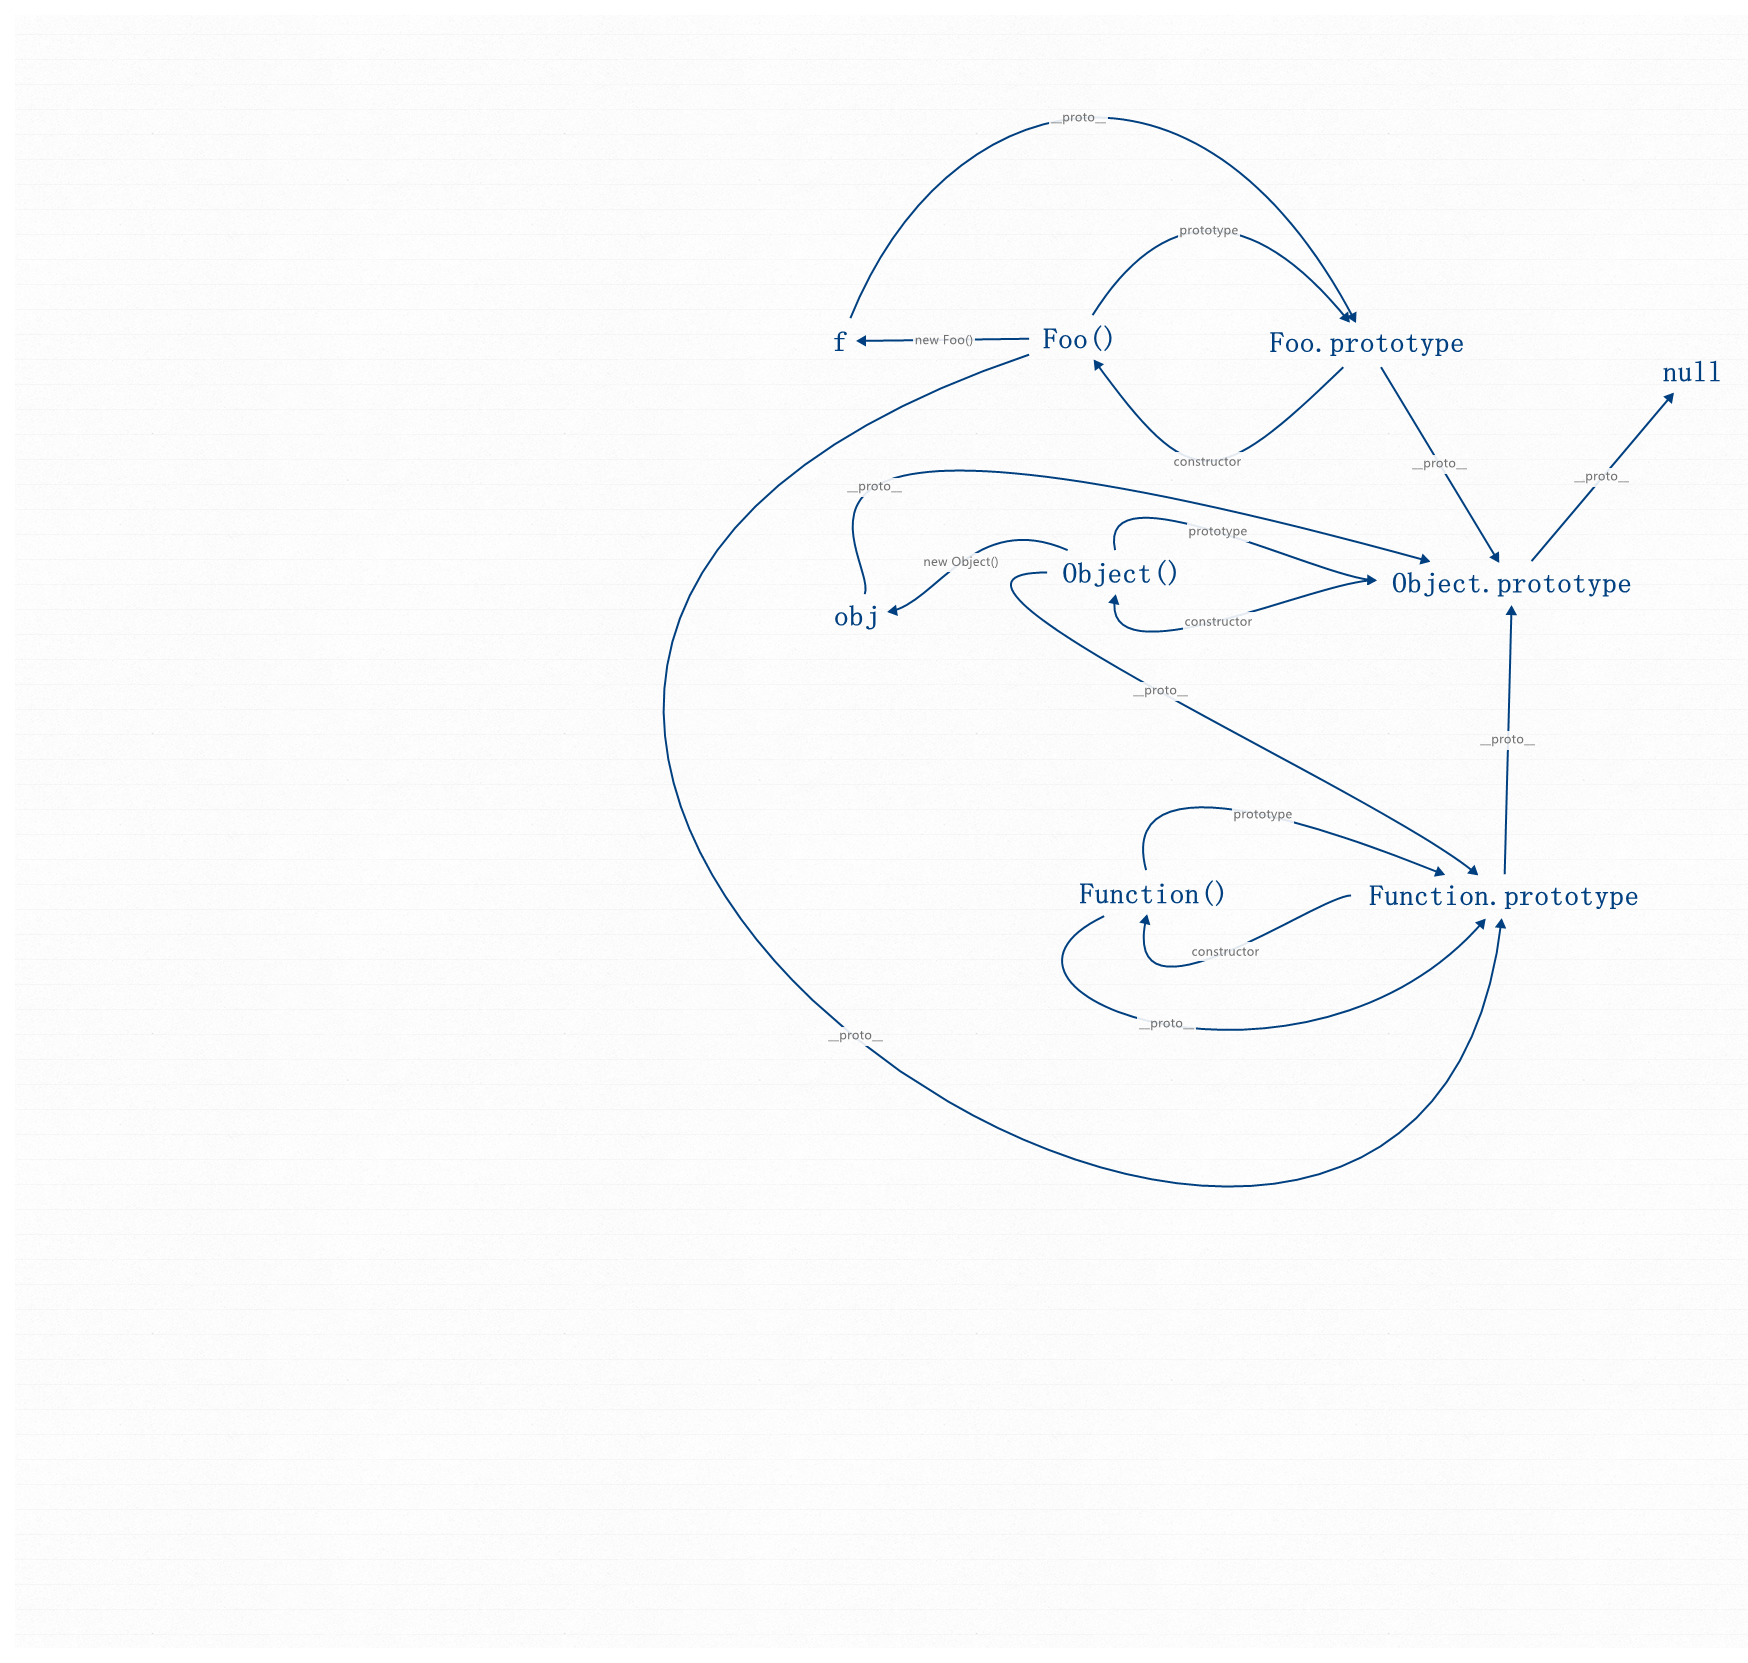 __proto__
prototype
f
new Foo()
Foo()
Foo.prototype
null
constructor
__proto__
__proto__
__proto__
prototype
new Object()
Object()
Object.prototype
obj
constructor
__proto__
__proto__
prototype
Function()
Function.prototype
constructor
__proto__
__proto__